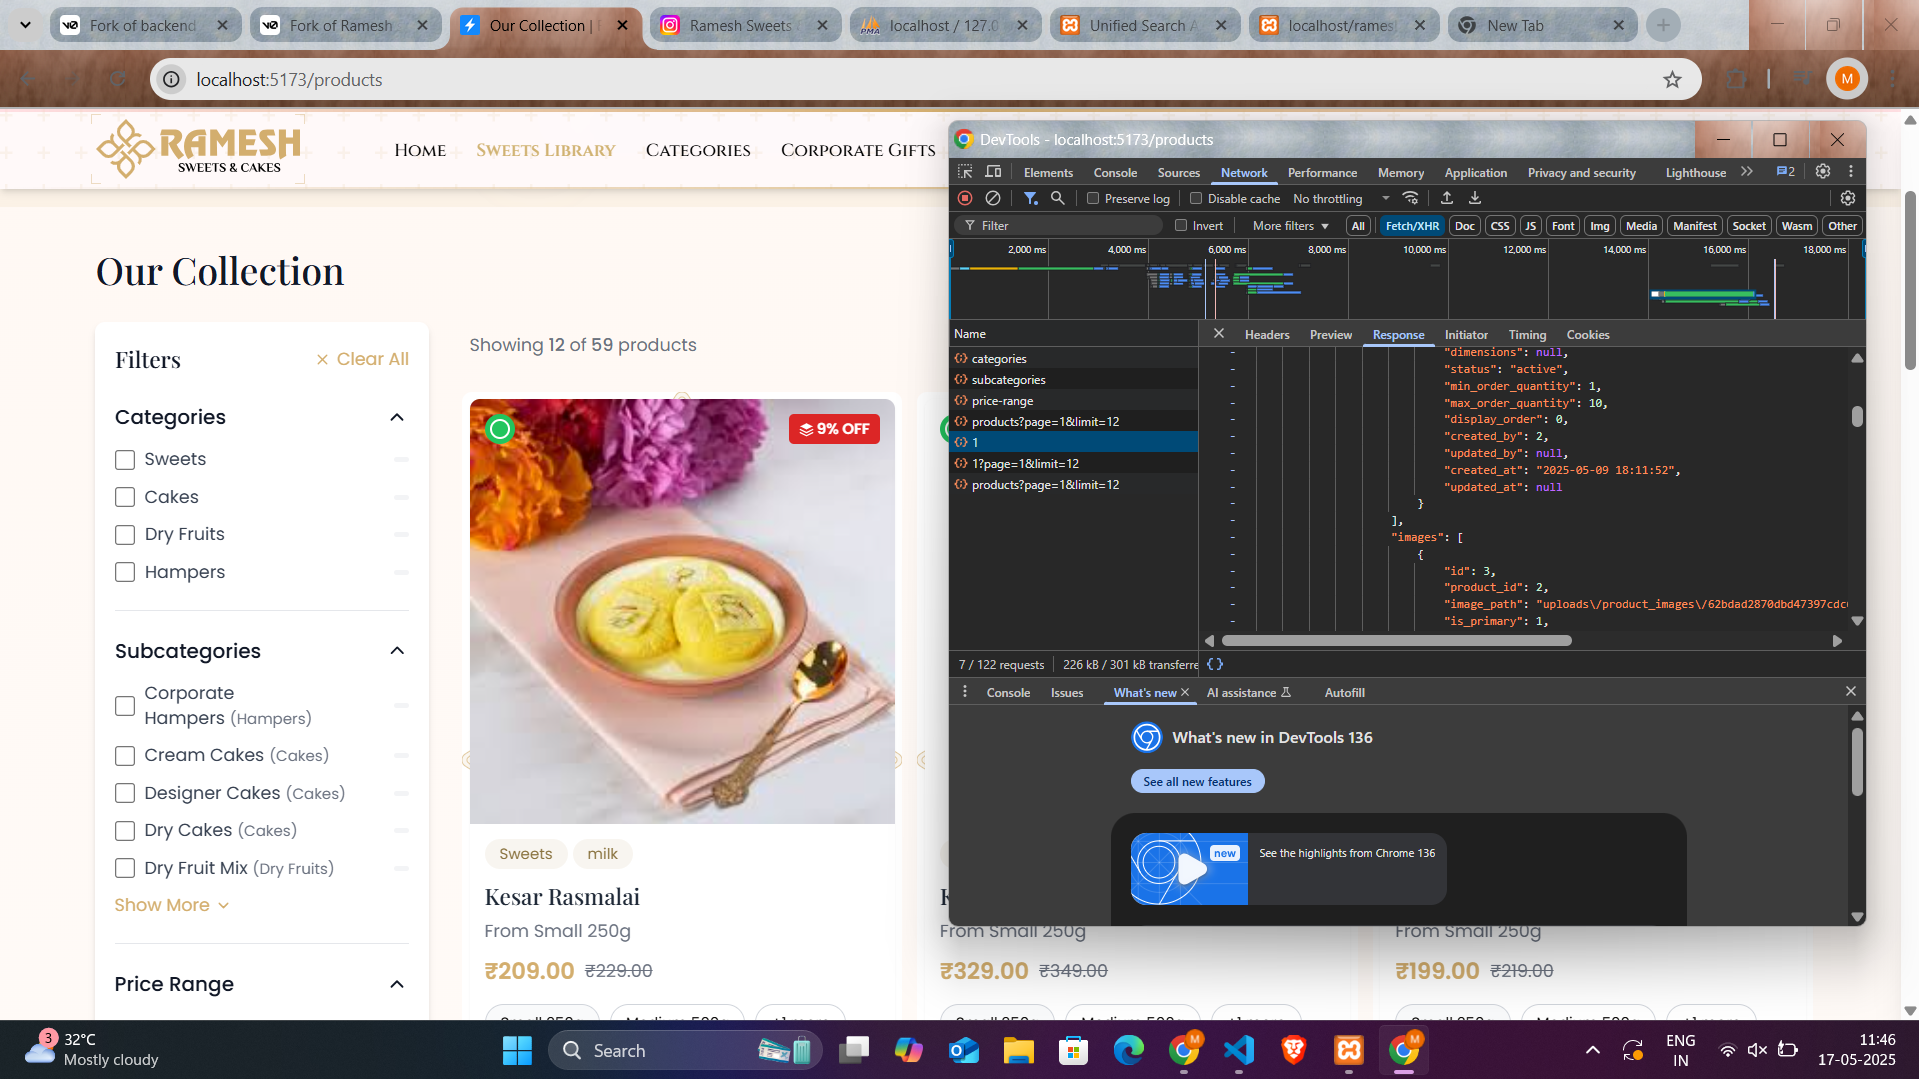 Fork of backend
Fork of Ramesh
Our Collection |
Ramesh Sweets
localhost / 127.0
Unified Search A
localhost/rames
New Tab
localhost:5173/products
M
RAMESH
SWEETS & CAKES
HOME
SWEETS LIBRARY
CATEGORIES
CORPORATE GIFTS
Our Collection
Filters
Clear All
Categories
Sweets
Cakes
Dry Fruits
Hampers
Subcategories
Corporate
Hampers (Hampers)
Cream Cakes (Cakes)
Designer Cakes (Cakes)
Dry Cakes (Cakes)
Dry Fruit Mix (Dry Fruits)
Show More
Price Range
Showing 12 of 59 products
9% OFF
Sweets milk
Kesar Rasmalai
From Small 250g
₹209.00 ₹229.00
From Small 250g
₹329.00 ₹349.00
From Small 250g
₹199.00 ₹219.00
DevTools - localhost:5173/products
Elements Console Sources Network Performance Memory Application Privacy and security Lighthouse 2
Preserve log Disable cache No throttling
Filter Invert More filters All Fetch/XHR Doc CSS JS Font Img Media Manifest Socket Wasm Other
2,000 ms 4,000 ms 6,000 ms 8,000 ms 10,000 ms 12,000 ms 14,000 ms 16,000 ms 18,000 ms
Name
categories
subcategories
price-range
products?page=1&limit=12
1
1?page=1&limit=12
products?page=1&limit=12
Headers Preview Response Initiator Timing Cookies
"dimensions": null,
"status": "active",
"min_order_quantity": 1,
"max_order_quantity": 10,
"display_order": 0,
"created_by": 2,
"updated_by": null,
"created_at": "2025-05-09 18:11:52",
"updated_at": null
}
],
"images": [
{
"id": 3,
"product_id": 2,
"image_path": "uploads\/product_images\/62bdad2870dbd47397cdc
"is_primary": 1,
7 / 122 requests 226 kB / 301 kB transferre
{ }
Console Issues What's new AI assistance Autofill
What's new in DevTools 136
See all new features
new
See the highlights from Chrome 136
3
32°C
Mostly cloudy
Search
M
M
ENG
IN
11:46
17-05-2025